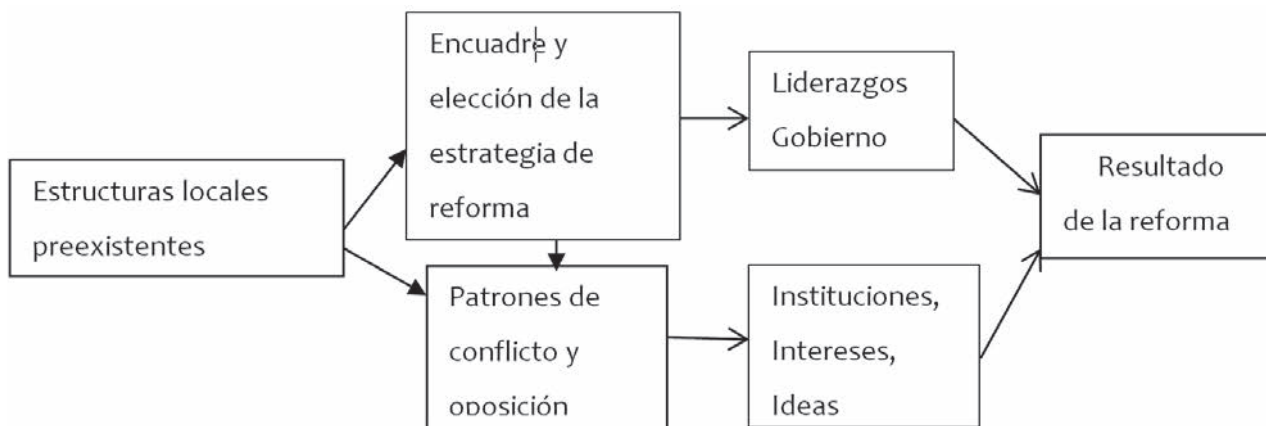 Estructuras locales
preexistentes
Encuadre y
elección de la
estrategia de
reforma
Patrones de
conflicto y
oposición
Liderazgos
Gobierno
Instituciones,
Intereses,
Ideas
Resultado
de la reforma